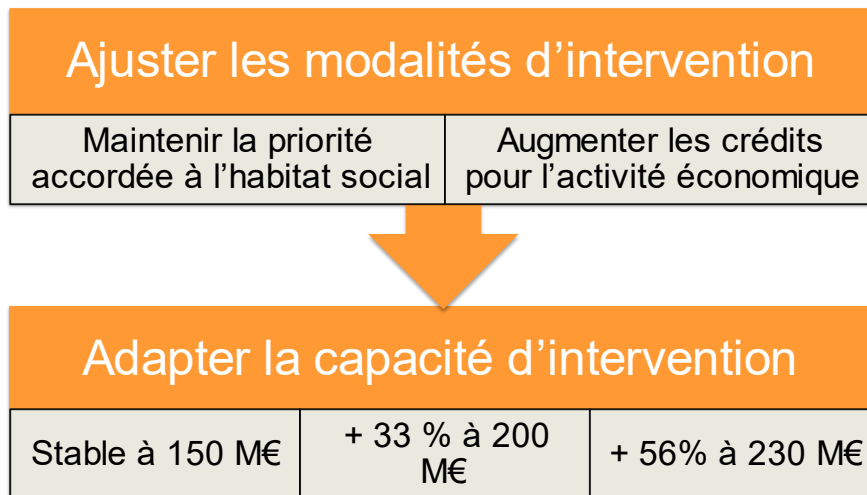 Ajuster les modalités d’intervention
Maintenir la priorité
accordée à l’habitat social
Augmenter les crédits
pour l’activité économique
Adapter la capacité d’intervention
Stable à 150 M€
+ 33 % à 200
M€
+ 56% à 230 M€